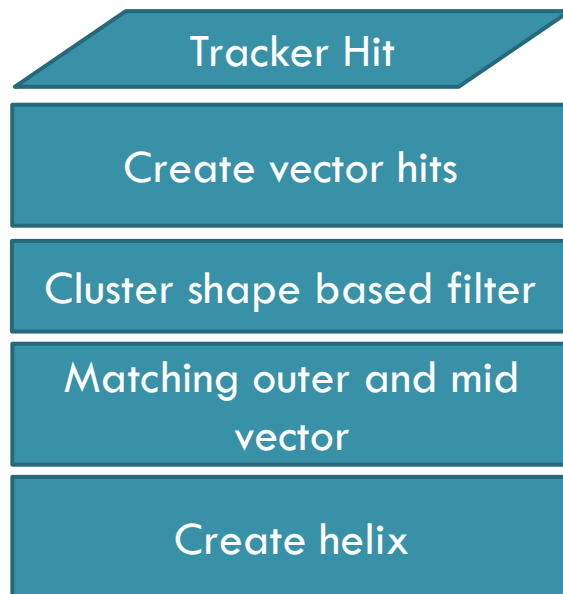 Tracker Hit
Create vector hits
Cluster shape based filter
Matching outer and mid
vector
Create helix